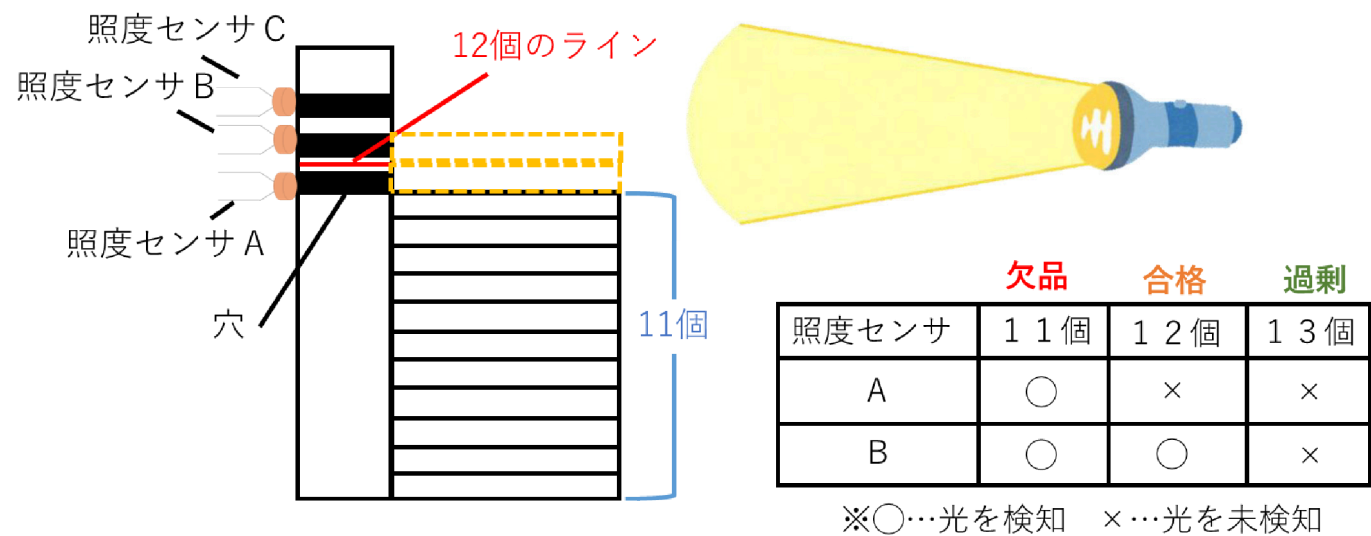 照度センサC
照度センサB
12個のライン
照度センサA
穴
11個
欠品 合格 過剰
照度センサ 11個 12個 13個
A ○ × ×
B ○ ○ ×
※○…光を検知 ×…光を未検知